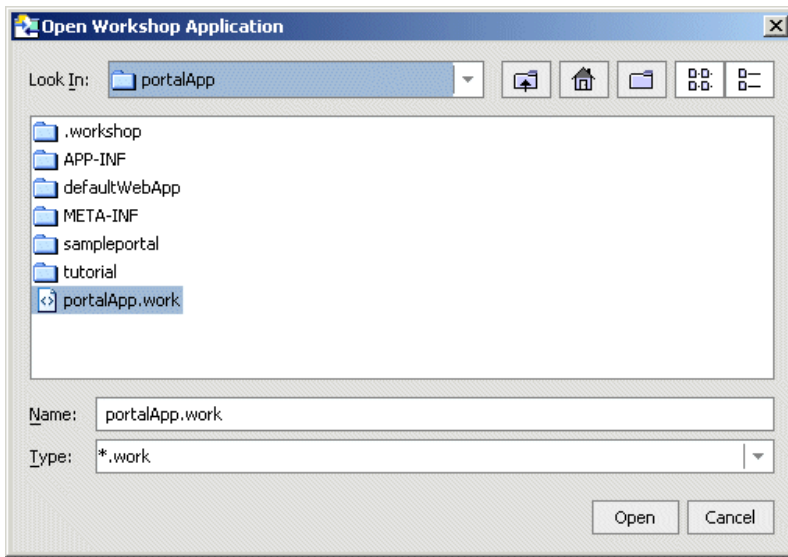 Open Workshop Application
Look In: portalApp
.workshop
APP-INF
defaultWebApp
META-INF
sampleportal
tutorial
portalApp.work
Name: portalApp.work
Type: *.work
Open Cancel